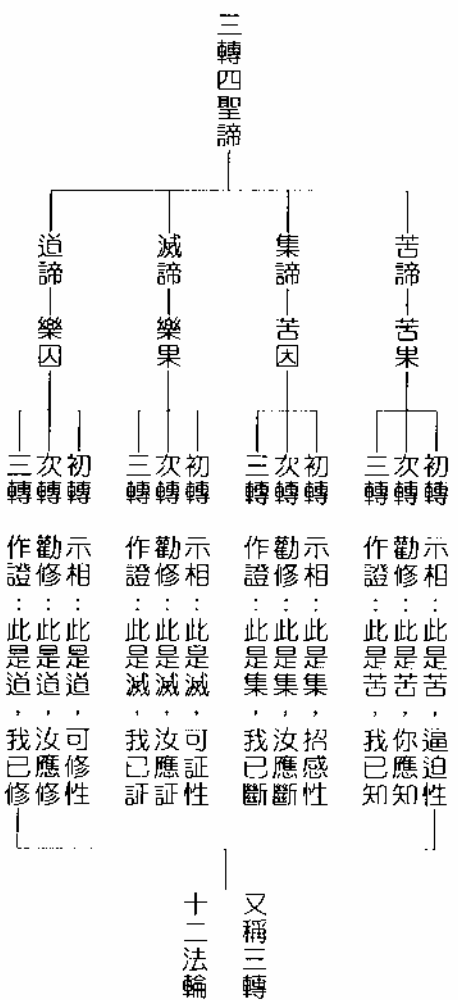 三轉四聖諦
苦諦 苦果
初轉 示相：此是苦，逼迫性
次轉 勸修：此是苦，你應知
三轉 作證：此是苦，我已知
集諦 苦因
初轉 示相：此是集，招感性
次轉 勸修：此是集，汝應斷
三轉 作證：此是集，我已斷
滅諦 樂果
初轉 示相：此是滅，可証性
次轉 勸修：此是滅，汝應証
三轉 作證：此是滅，我已証
道諦 樂因
初轉 示相：此是道，可修性
次轉 勸修：此是道，汝應修
三轉 作證：此是道，我已修
又稱三轉
十二法輪